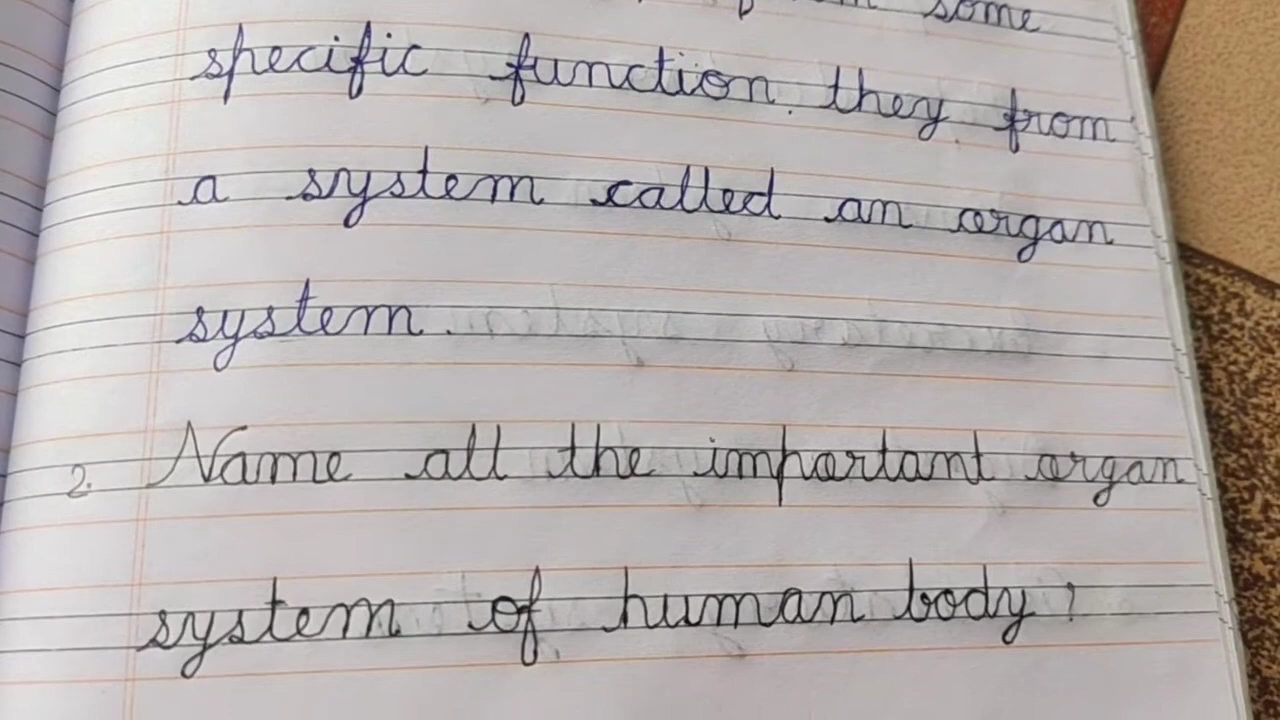 some
specific function. they from
a system called an organ
system.
2. Name all the important organ
system of human body?